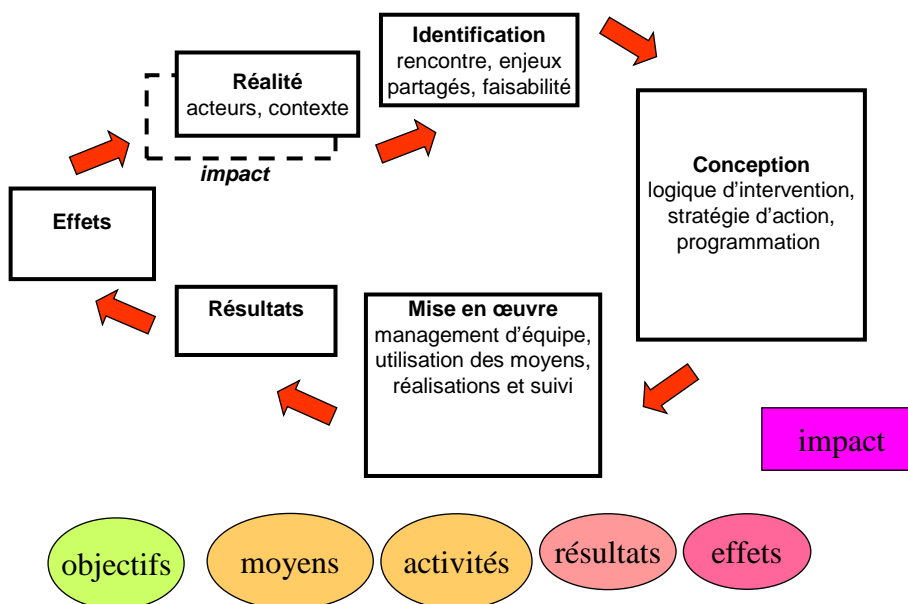 Identification
rencontre, enjeux
partagés, faisabilité
Réalité
acteurs, contexte
impact
Conception
logique d'intervention,
stratégie d'action,
programmation
Effets
Résultats
Mise en œuvre
management d'équipe,
utilisation des moyens,
réalisations et suivi
impact
objectifs
moyens
activités
résultats
effets